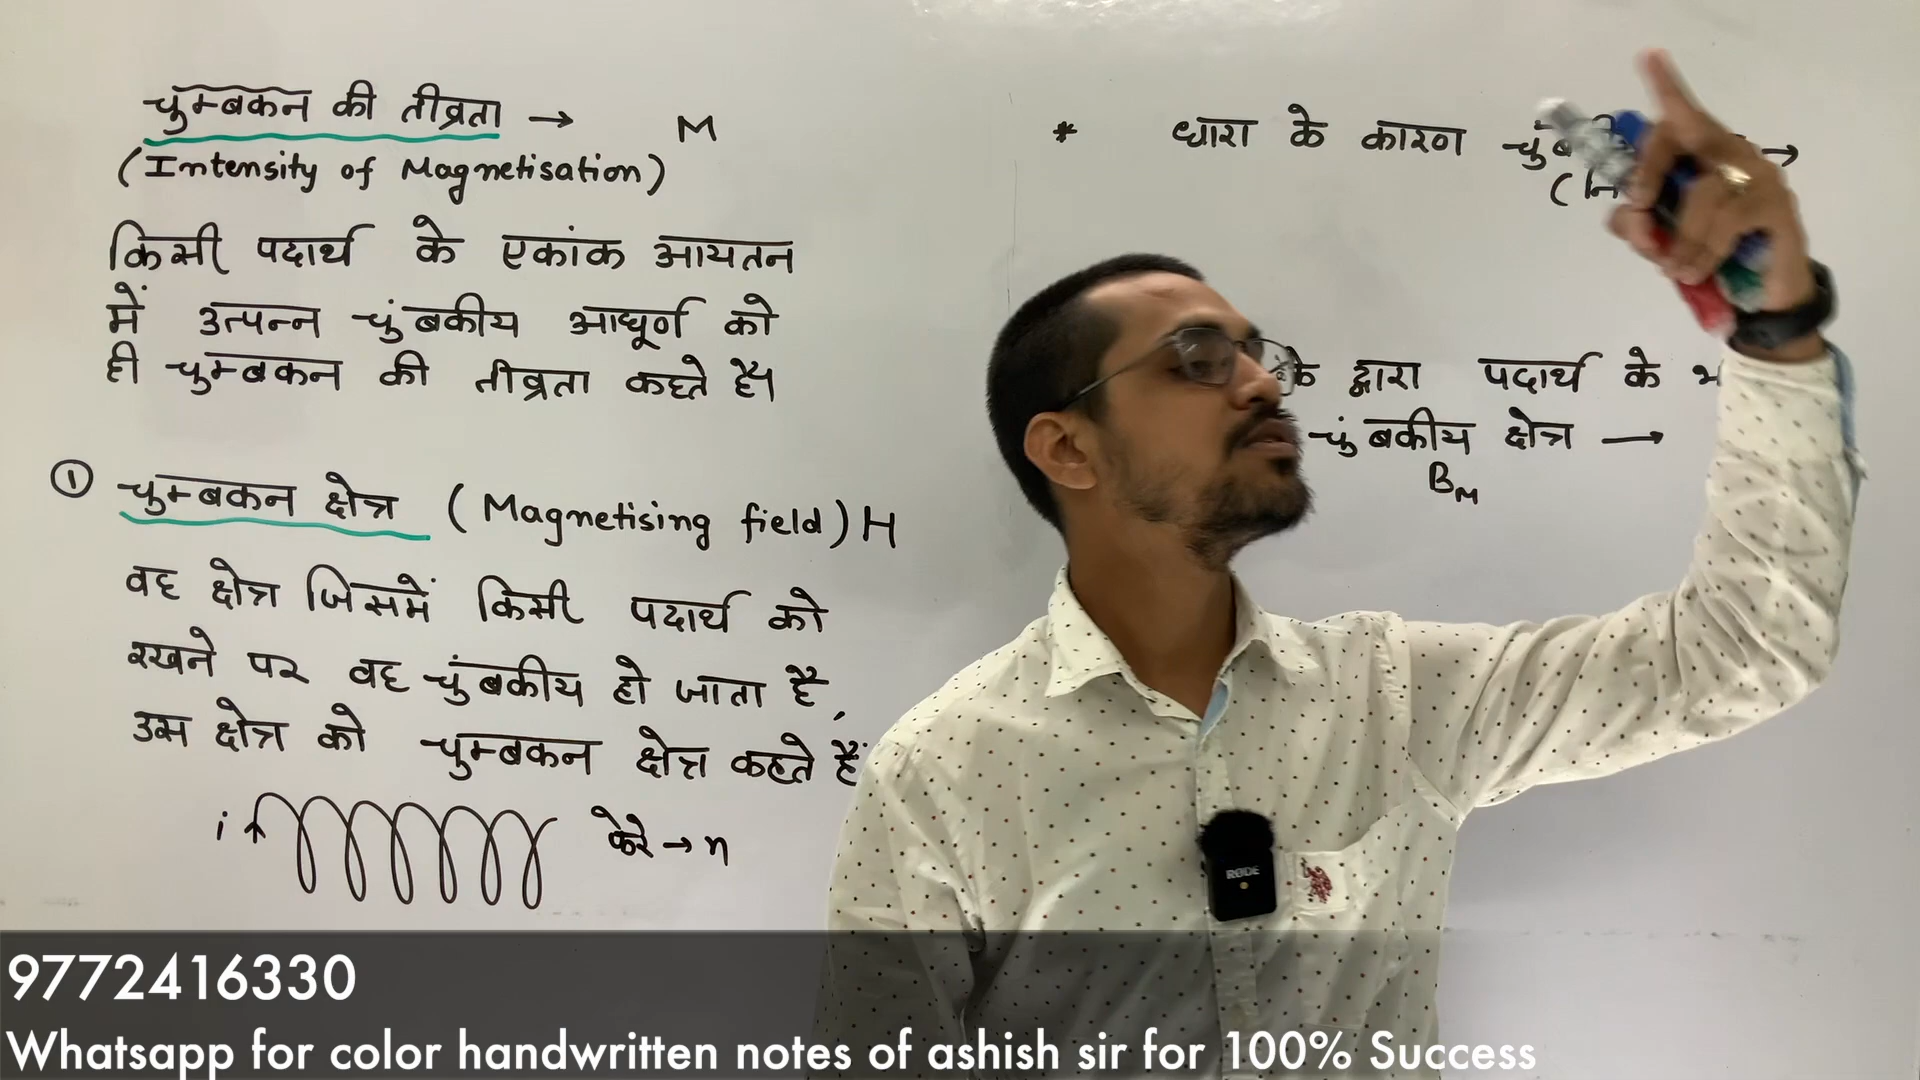 चुम्बकन की तीव्रता → M
(Intensity of Magnetisation)
किसी पदार्थ के एकांक आयतन
में उत्पन्न चुंबकीय आघूर्ण को
ही चुम्बकन की तीव्रता कहते है।
① चुम्बकन क्षेत्र (Magnetising field) H
वह क्षेत्र जिसमें किसी पदार्थ को
रखने पर वह चुंबकीय हो जाता है,
उस क्षेत्र को चुम्बकन क्षेत्र कहते हैं
i फेरे → n
* धारा के कारण →
के द्वारा पदार्थ के
चुंबकीय क्षेत्र →
BM
RODE
9772416330
Whatsapp for color handwritten notes of ashish sir for 100% Success